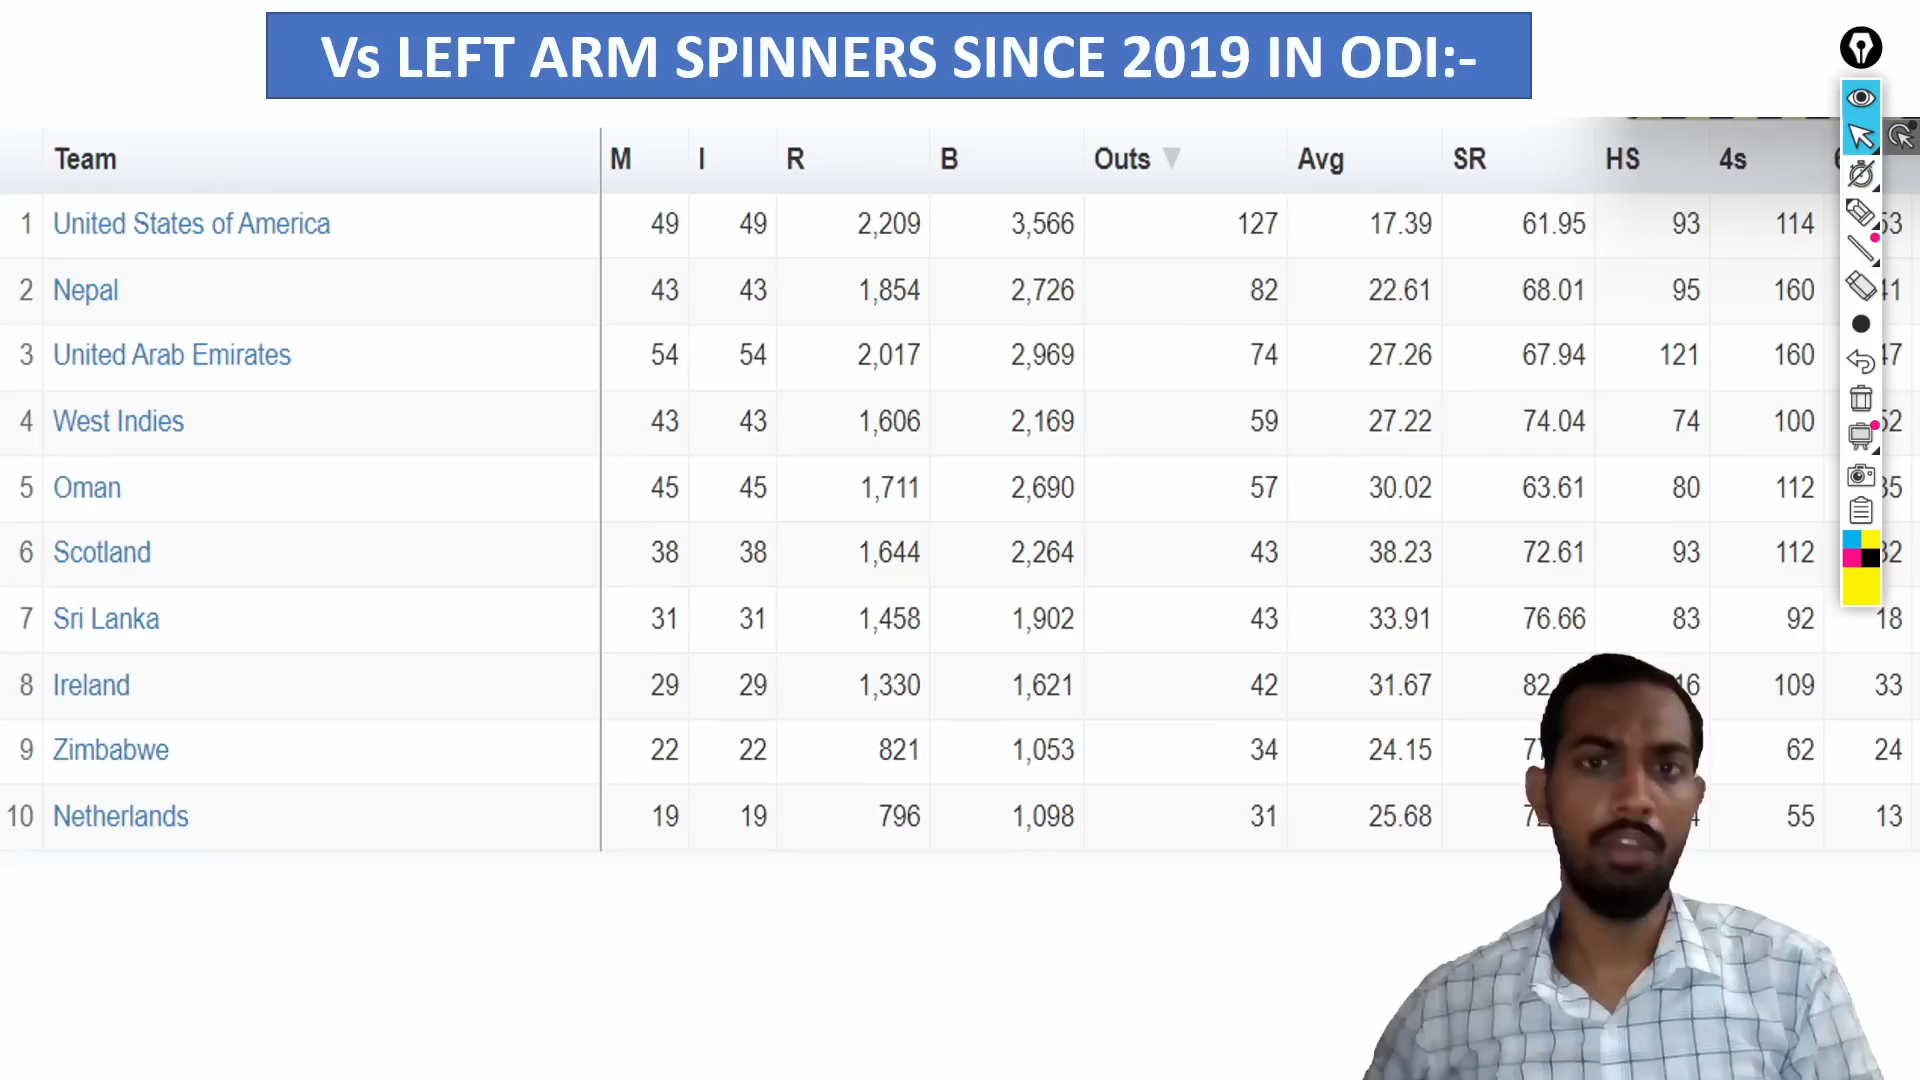 Vs LEFT ARM SPINNERS SINCE 2019 IN ODI:-
Team M I R B Outs Avg SR HS 4s
1 United States of America 49 49 2,209 3,566 127 17.39 61.95 93 114 53
2 Nepal 43 43 1,854 2,726 82 22.61 68.01 95 160 41
3 United Arab Emirates 54 54 2,017 2,969 74 27.26 67.94 121 160 47
4 West Indies 43 43 1,606 2,169 59 27.22 74.04 74 100 52
5 Oman 45 45 1,711 2,690 57 30.02 63.61 80 112 35
6 Scotland 38 38 1,644 2,264 43 38.23 72.61 93 112 32
7 Sri Lanka 31 31 1,458 1,902 43 33.91 76.66 83 92 18
8 Ireland 29 29 1,330 1,621 42 31.67 109 33
9 Zimbabwe 22 22 821 1,053 34 24.15 62 24
10 Netherlands 19 19 796 1,098 31 25.68 55 13